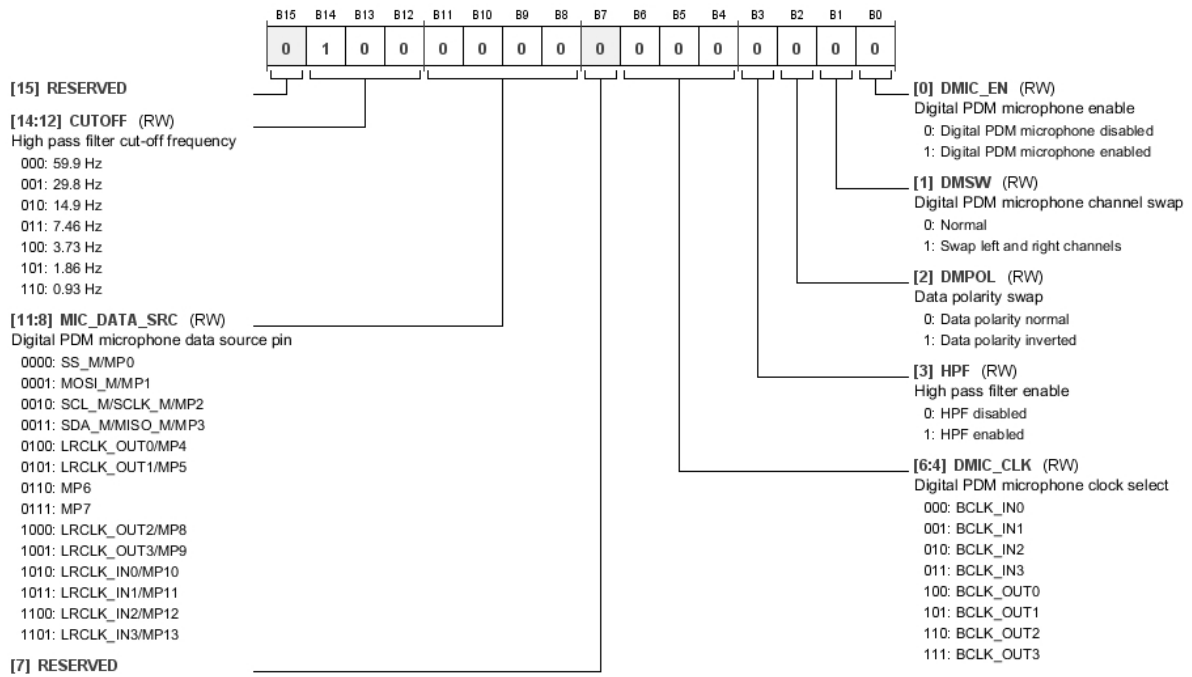 B15 B14 B13 B12 B11 B10 B9 B8 B7 B6 B5 B4 B3 B2 B1 B0
0 1 0 0 0 0 0 0 0 0 0 0 0 0 0 0
[15] RESERVED
[14:12] CUTOFF (RW)
High pass filter cut-off frequency
000: 59.9 Hz
001: 29.8 Hz
010: 14.9 Hz
011: 7.46 Hz
100: 3.73 Hz
101: 1.86 Hz
110: 0.93 Hz
[11:8] MIC_DATA_SRC (RW)
Digital PDM microphone data source pin
0000: SS_M/MP0
0001: MOSI_M/MP1
0010: SCL_M/SCLK_M/MP2
0011: SDA_M/MISO_M/MP3
0100: LRCLK_OUT0/MP4
0101: LRCLK_OUT1/MP5
0110: MP6
0111: MP7
1000: LRCLK_OUT2/MP8
1001: LRCLK_OUT3/MP9
1010: LRCLK_IN0/MP10
1011: LRCLK_IN1/MP11
1100: LRCLK_IN2/MP12
1101: LRCLK_IN3/MP13
[7] RESERVED
[0] DMIC_EN (RW)
Digital PDM microphone enable
0: Digital PDM microphone disabled
1: Digital PDM microphone enabled
[1] DMSW (RW)
Digital PDM microphone channel swap
0: Normal
1: Swap left and right channels
[2] DMPOL (RW)
Data polarity swap
0: Data polarity normal
1: Data polarity inverted
[3] HPF (RW)
High pass filter enable
0: HPF disabled
1: HPF enabled
[6:4] DMIC_CLK (RW)
Digital PDM microphone clock select
000: BCLK_IN0
001: BCLK_IN1
010: BCLK_IN2
011: BCLK_IN3
100: BCLK_OUT0
101: BCLK_OUT1
110: BCLK_OUT2
111: BCLK_OUT3